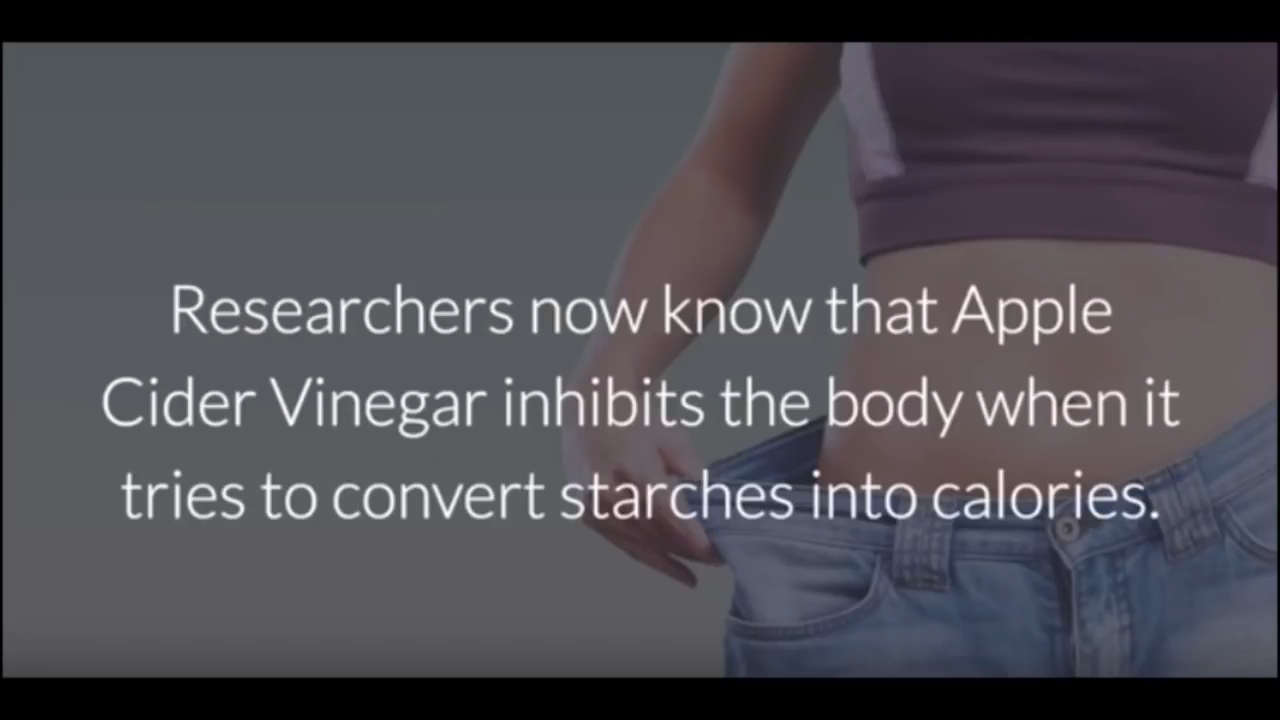 Researchers now know that Apple
Cider Vinegar inhibits the body when it
tries to convert starches into calories.